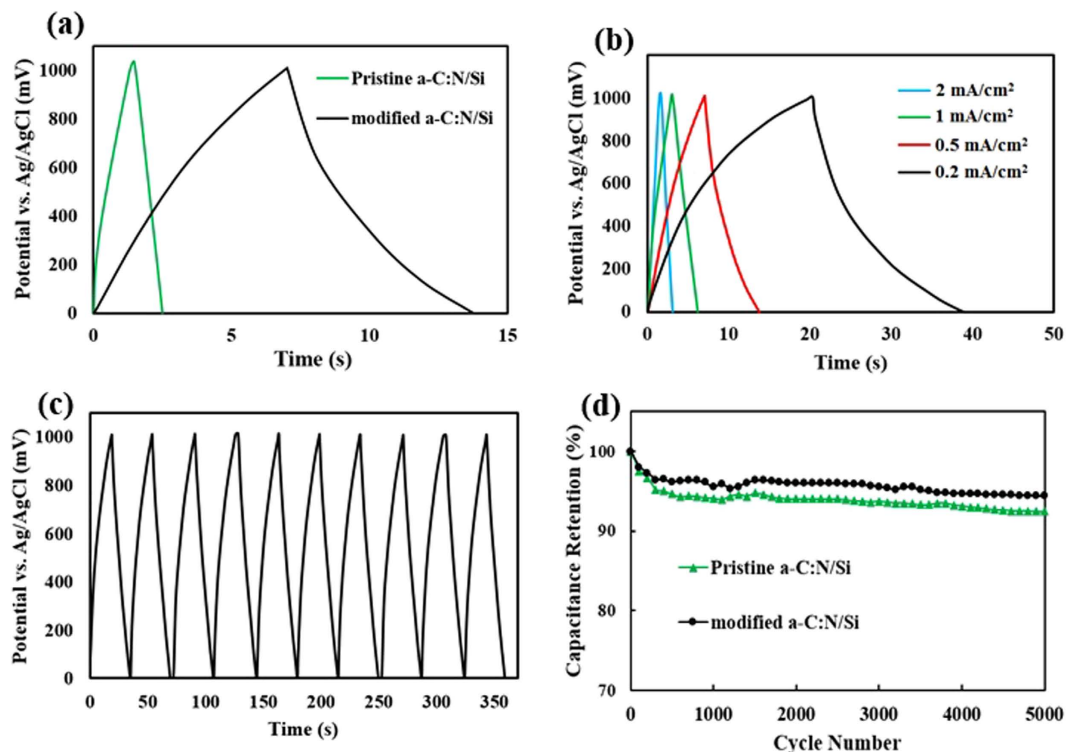 (a)
Potential vs. Ag/AgCl (mV)
1000
800
600
400
200
0
Pristine a-C:N/Si
modified a-C:N/Si
0 5 10 15
Time (s)
(b)
Potential vs. Ag/AgCl (mV)
1000
800
600
400
200
0
2 mA/cm²
1 mA/cm²
0.5 mA/cm²
0.2 mA/cm²
0 10 20 30 40 50
Time (s)
(c)
Potential vs. Ag/AgCl (mV)
1000
800
600
400
200
0
0 50 100 150 200 250 300 350
Time (s)
(d)
Capacitance Retention (%)
100
90
80
70
Pristine a-C:N/Si
modified a-C:N/Si
0 1000 2000 3000 4000 5000
Cycle Number